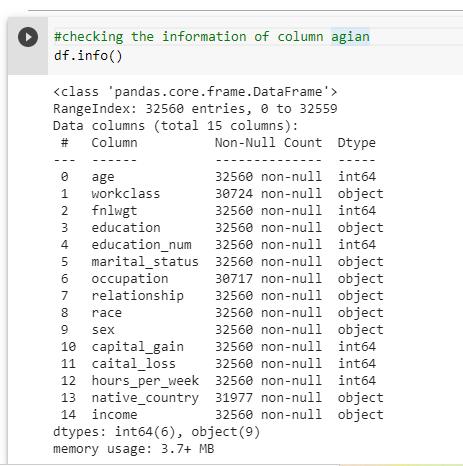 #checking the information of column agian
df.info()
<class 'pandas.core.frame.DataFrame'>
RangeIndex: 32560 entries, 0 to 32559
Data columns (total 15 columns):
 #   Column          Non-Null Count  Dtype
---  ------          --------------  -----
 0   age             32560 non-null  int64
 1   workclass       30724 non-null  object
 2   fnlwgt          32560 non-null  int64
 3   education       32560 non-null  object
 4   education_num   32560 non-null  int64
 5   marital_status  32560 non-null  object
 6   occupation      30717 non-null  object
 7   relationship    32560 non-null  object
 8   race            32560 non-null  object
 9   sex             32560 non-null  object
 10  capital_gain    32560 non-null  int64
 11  caital_loss     32560 non-null  int64
 12  hours_per_week  32560 non-null  int64
 13  native_country  31977 non-null  object
 14  income          32560 non-null  object
dtypes: int64(6), object(9)
memory usage: 3.7+ MB